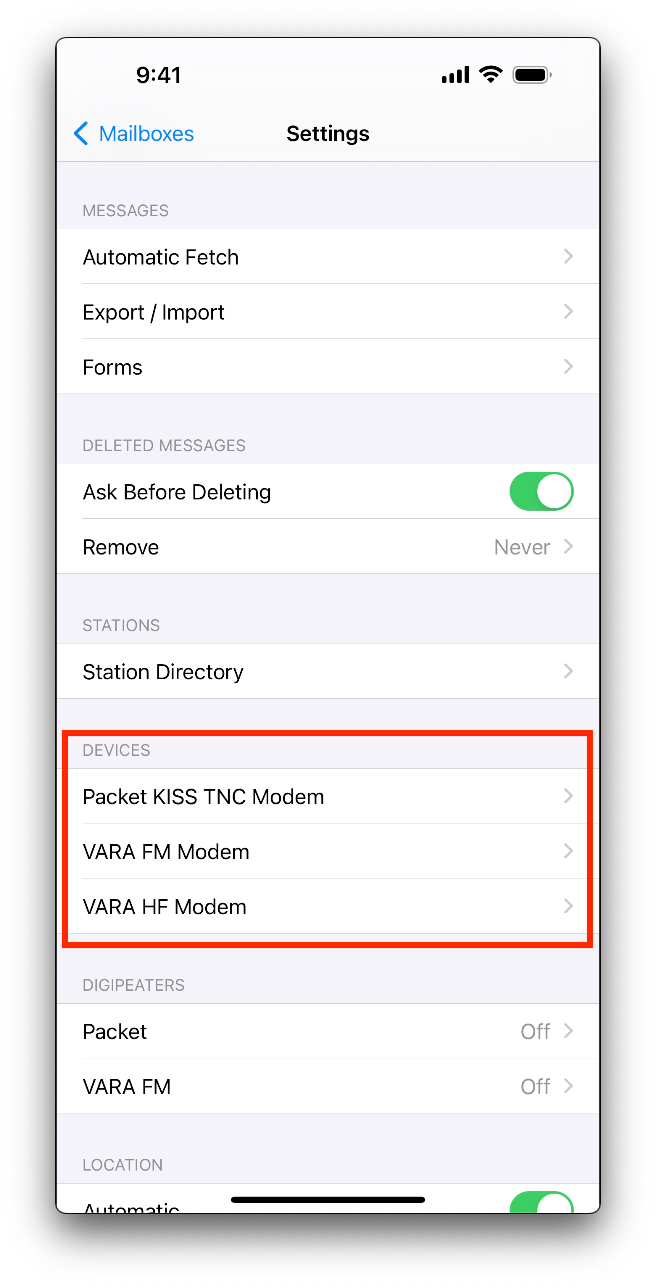 9:41
Mailboxes
Settings
MESSAGES
Automatic Fetch
Export / Import
Forms
DELETED MESSAGES
Ask Before Deleting
Remove Never
STATIONS
Station Directory
DEVICES
Packet KISS TNC Modem
VARA FM Modem
VARA HF Modem
DIGIPEATERS
Packet Off
VARA FM Off
LOCATION
Automatic